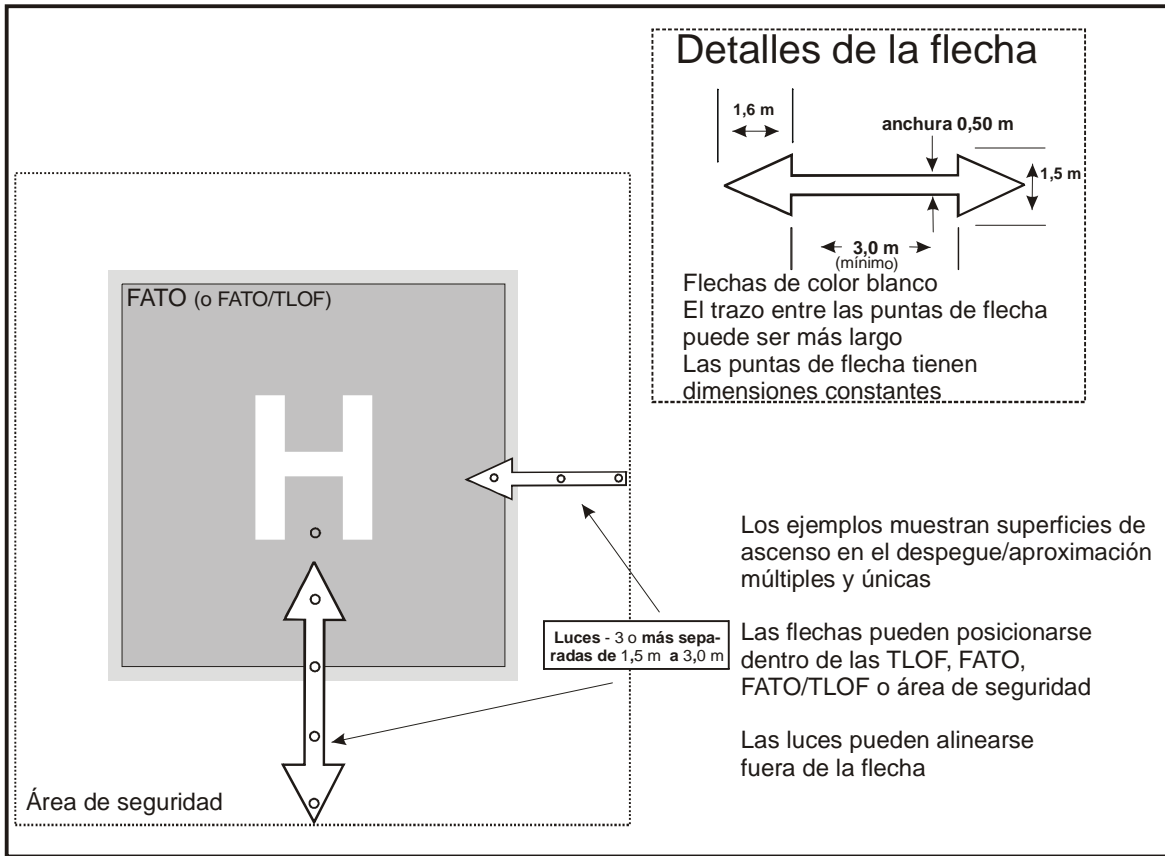 Detalles de la flecha
1,6 m
anchura 0,50 m
1,5 m
3,0 m
(mínimo)
Flechas de color blanco
El trazo entre las puntas de flecha
puede ser más largo
Las puntas de flecha tienen
dimensiones constantes
FATO (o FATO/TLOF)
H
Los ejemplos muestran superficies de
ascenso en el despegue/aproximación
múltiples y únicas
Luces - 3 o más sepa-
radas de 1,5 m a 3,0 m
Las flechas pueden posicionarse
dentro de las TLOF, FATO,
FATO/TLOF o área de seguridad
Las luces pueden alinearse
fuera de la flecha
Área de seguridad